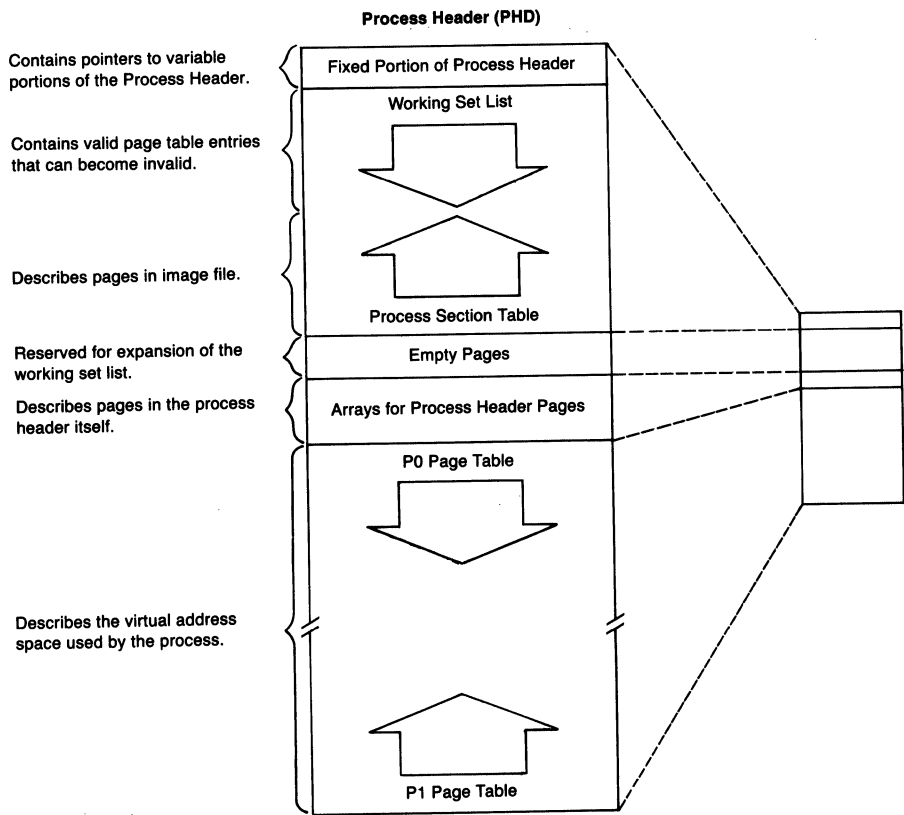 Process Header (PHD)
Contains pointers to variable
portions of the Process Header.
Fixed Portion of Process Header
Working Set List
Contains valid page table entries
that can become invalid.
Describes pages in image file.
Process Section Table
Reserved for expansion of the
working set list.
Empty Pages
Describes pages in the process
header itself.
Arrays for Process Header Pages
P0 Page Table
Describes the virtual address
space used by the process.
P1 Page Table